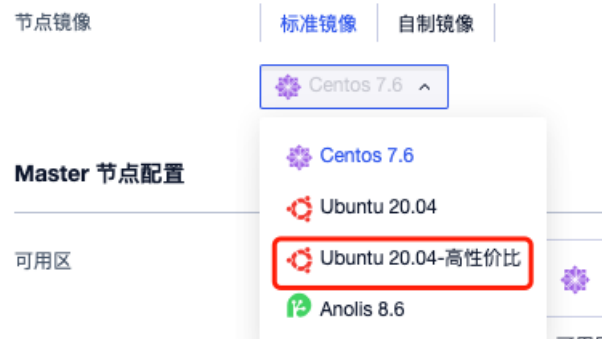 节点镜像
标准镜像
自制镜像
Centos 7.6
Centos 7.6
Master 节点配置
Ubuntu 20.04
可用区
Ubuntu 20.04-高性价比
Anolis 8.6